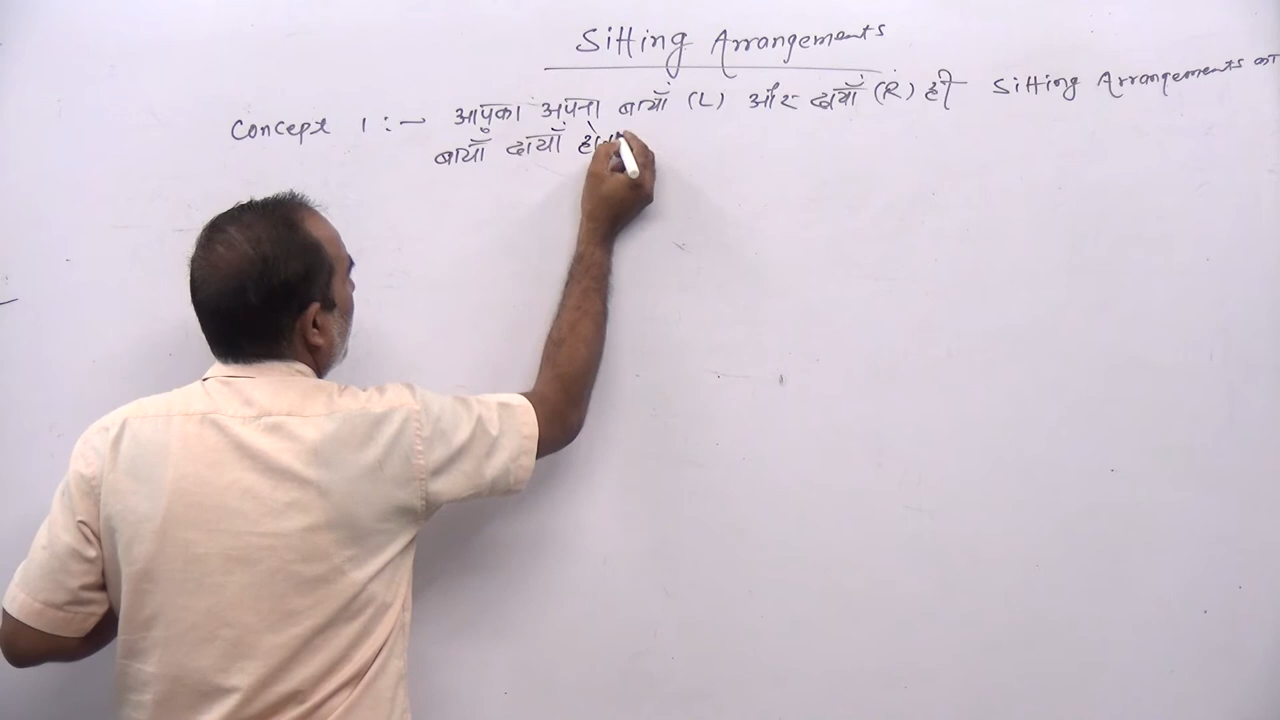 Sitting Arrangements
Concept 1 :- आपका अपना बायाँ (L) और दायाँ (R) ही Sitting Arrangements का
बायाँ दायाँ